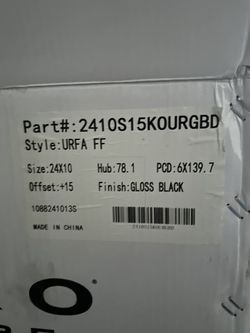 Part#:2410S15KOURGBD
Style:URFA FF
Size:24X10 Hub:78.1 PCD:6X139.7
Offset:+15 Finish:GLOSS BLACK
1088241013S
MADE IN CHINA